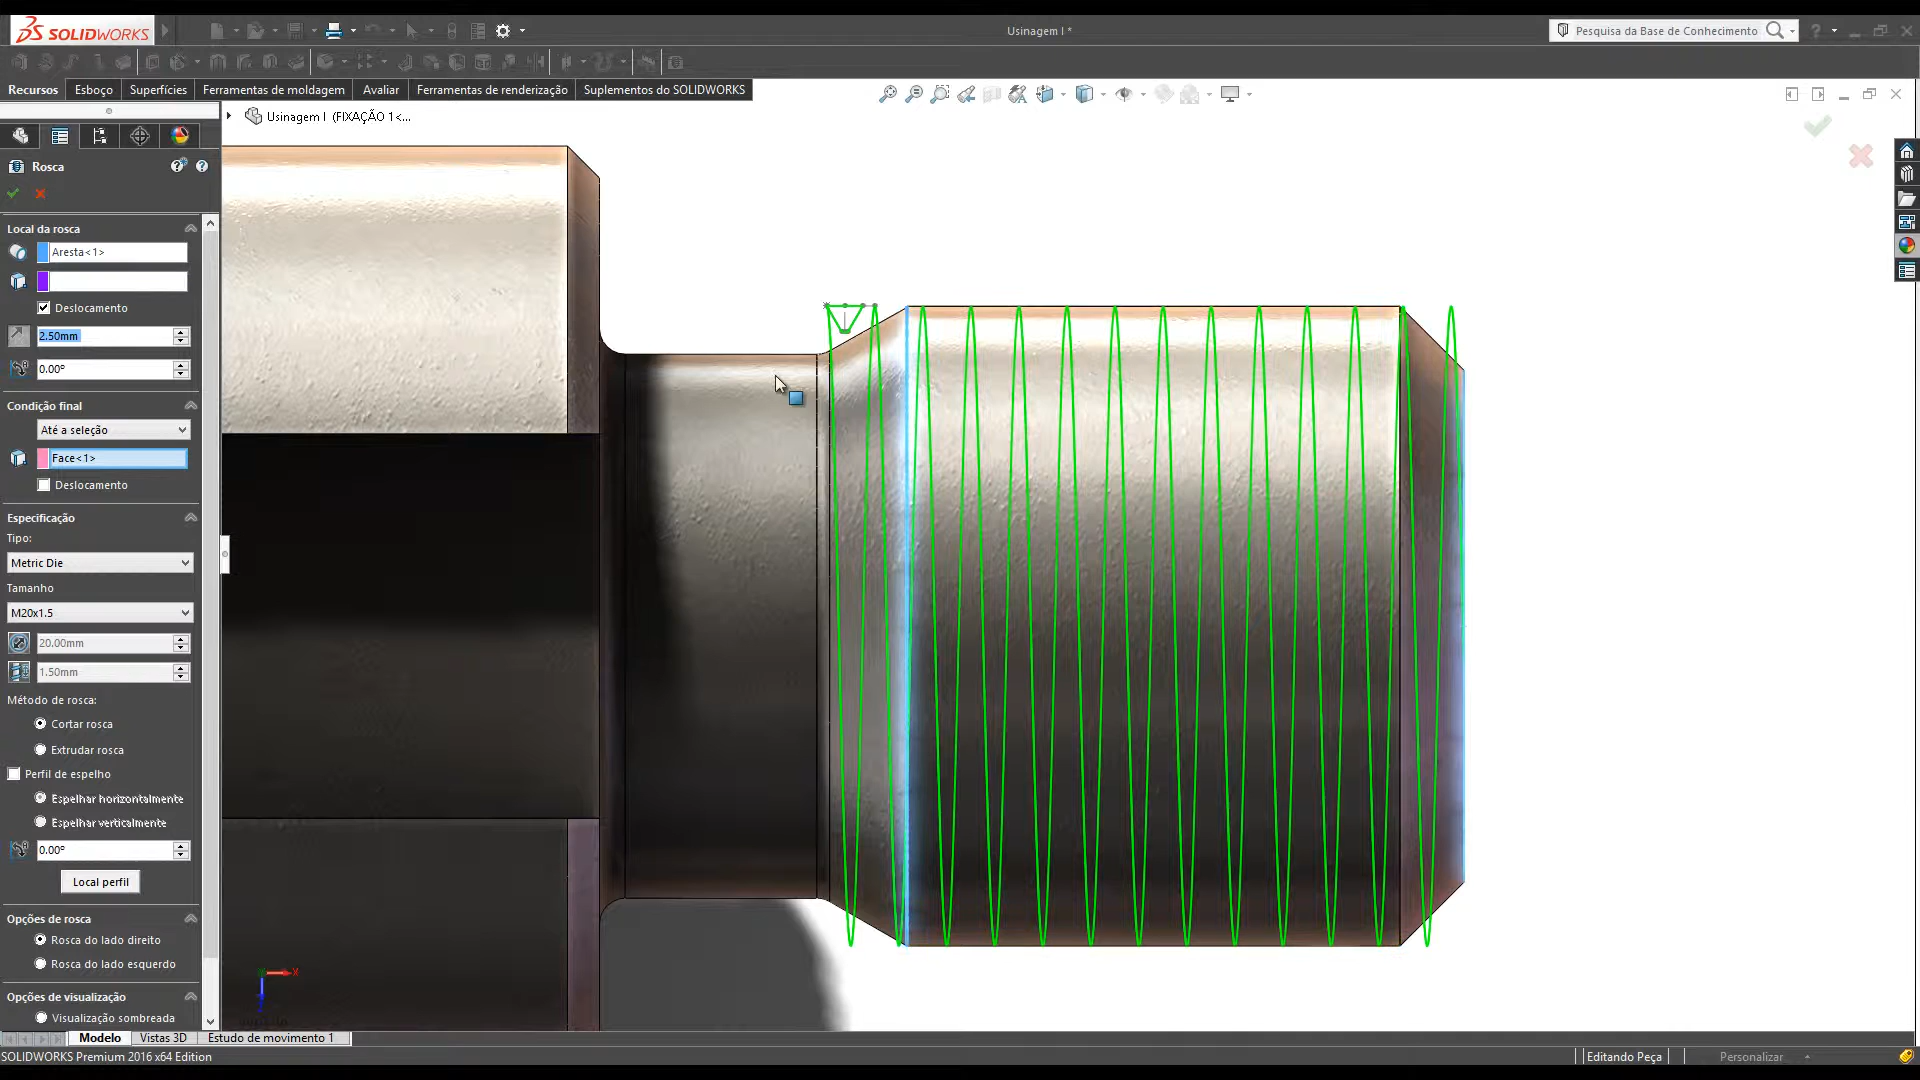 SOLIDWORKS
Usinagem I *
Pesquisa da Base de Conhecimento
Recursos
Esboço
Superfícies
Ferramentas de moldagem
Avaliar
Ferramentas de renderização
Suplementos do SOLIDWORKS
Usinagem I (FIXAÇÃO 1<...
Rosca
Local da rosca
Aresta<1>
Deslocamento
2.50mm
0.00º
Condição final
Até a seleção
Face<1>
Deslocamento
Especificação
Tipo:
Metric Die
Tamanho
M20x1.5
20.00mm
1.50mm
Método de rosca:
Cortar rosca
Extrudar rosca
Perfil de espelho
Espelhar horizontalmente
Espelhar verticalmente
0.00º
Local perfil
Opções de rosca
Rosca do lado direito
Rosca do lado esquerdo
Opções de visualização
Visualização sombreada
X
Modelo
Vistas 3D
Estudo de movimento 1
SOLIDWORKS Premium 2016 x64 Edition
Editando Peça
Personalizar